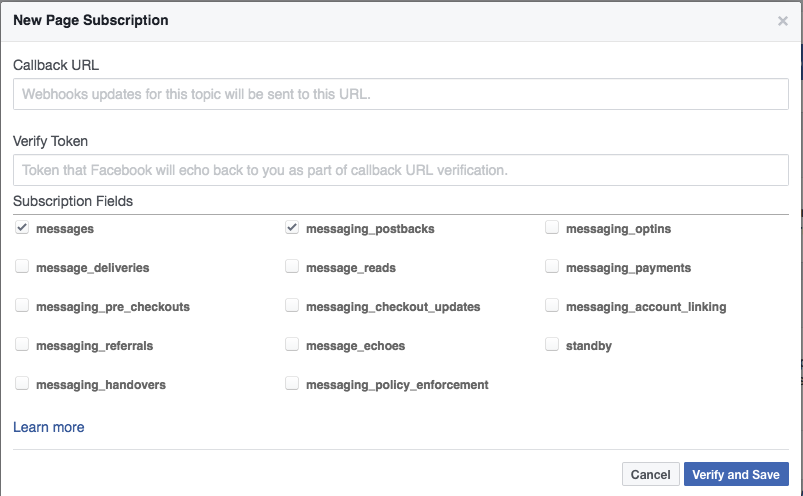 New Page Subscription ×
Callback URL
Webhooks updates for this topic will be sent to this URL.
Verify Token
Token that Facebook will echo back to you as part of callback URL verification.
Subscription Fields
messages messaging_postbacks messaging_optins
message_deliveries message_reads messaging_payments
messaging_pre_checkouts messaging_checkout_updates messaging_account_linking
messaging_referrals message_echoes standby
messaging_handovers messaging_policy_enforcement
Learn more
Cancel Verify and Save